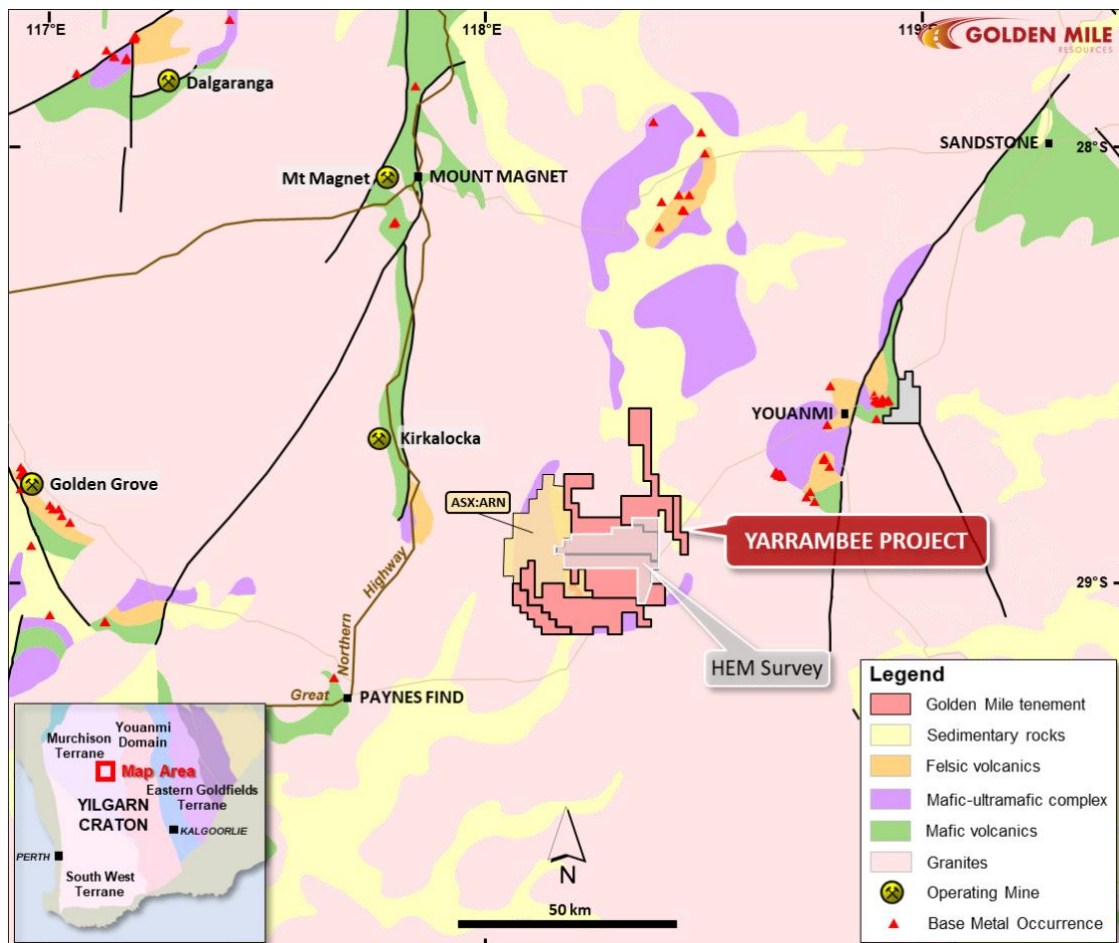 117°E
118°E
119°E
GOLDEN MILE
RESOURCES
Dalgaranga
SANDSTONE
28°S
Mt Magnet
MOUNT MAGNET
YOUANMI
Kirkalocka
Golden Grove
ASX:ARN
YARRAMBEE PROJECT
29°S
Highway
Northern
Great
HEM Survey
PAYNES FIND
Legend
Golden Mile tenement
Sedimentary rocks
Felsic volcanics
Mafic-ultramafic complex
Mafic volcanics
Granites
Operating Mine
Base Metal Occurrence
Murchison
Terrane
Youanmi
Domain
Map Area
Eastern Goldfields
Terrane
YILGARN
CRATON
KALGOORLIE
PERTH
South West
Terrane
N
50 km